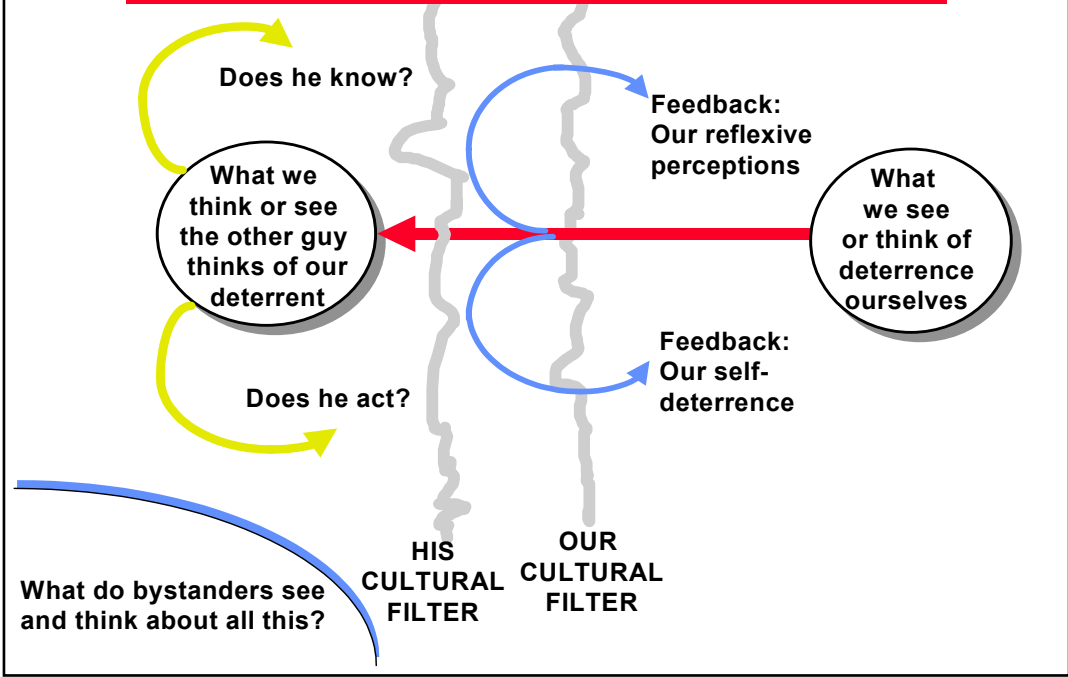 Does he know?
Feedback:
Our reflexive
perceptions
What we
think or see
the other guy
thinks of our
deterrent
What
we see
or think of
deterrence
ourselves
Feedback:
Our self-
deterrence
Does he act?
HIS
CULTURAL
FILTER
OUR
CULTURAL
FILTER
What do bystanders see
and think about all this?